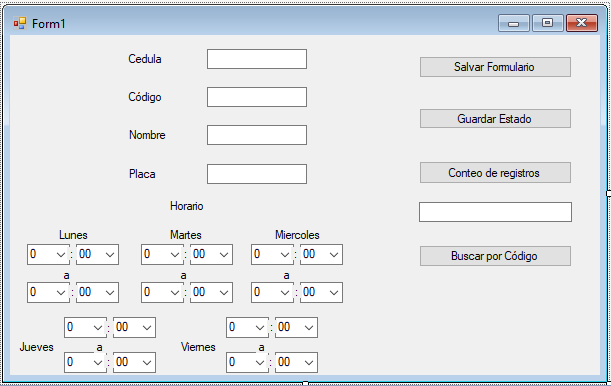 Form1
Cedula
Salvar Formulario
Código
Guardar Estado
Nombre
Placa
Conteo de registros
Horario
Lunes Martes Miercoles
0 : 00 0 : 00 0 : 00
Buscar por Código
a a a
0 : 00 0 : 00 0 : 00
0 : 00 0 : 00
Jueves a Viernes a
0 : 00 0 : 00